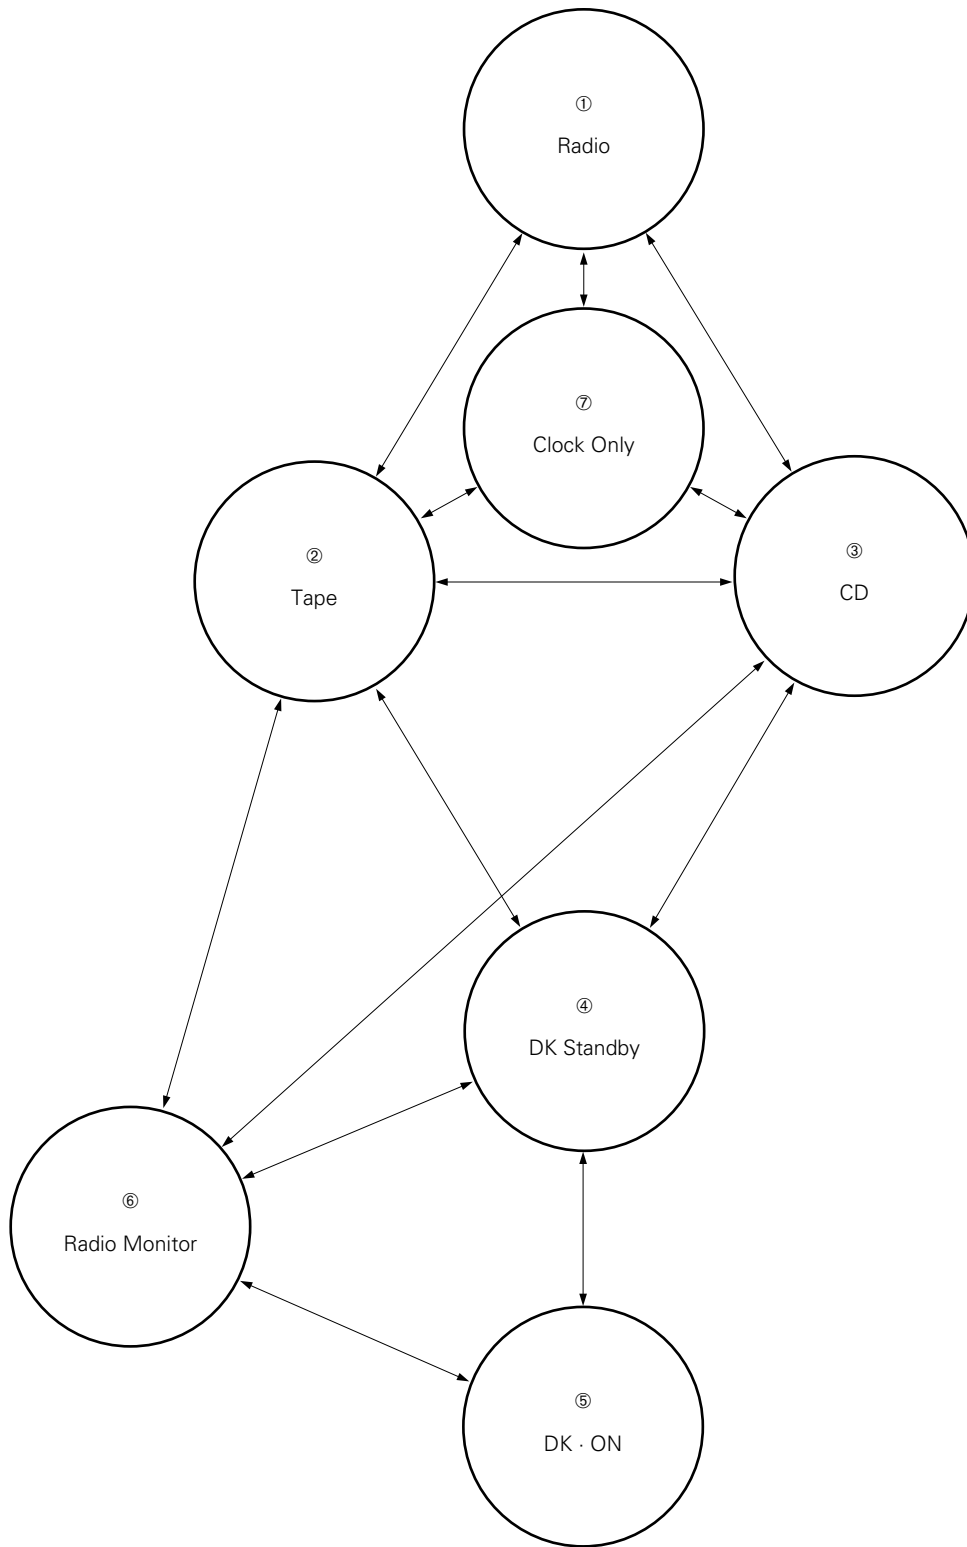 ①
Radio
⑦
Clock Only
②
Tape
③
CD
④
DK Standby
⑥
Radio Monitor
⑤
DK · ON